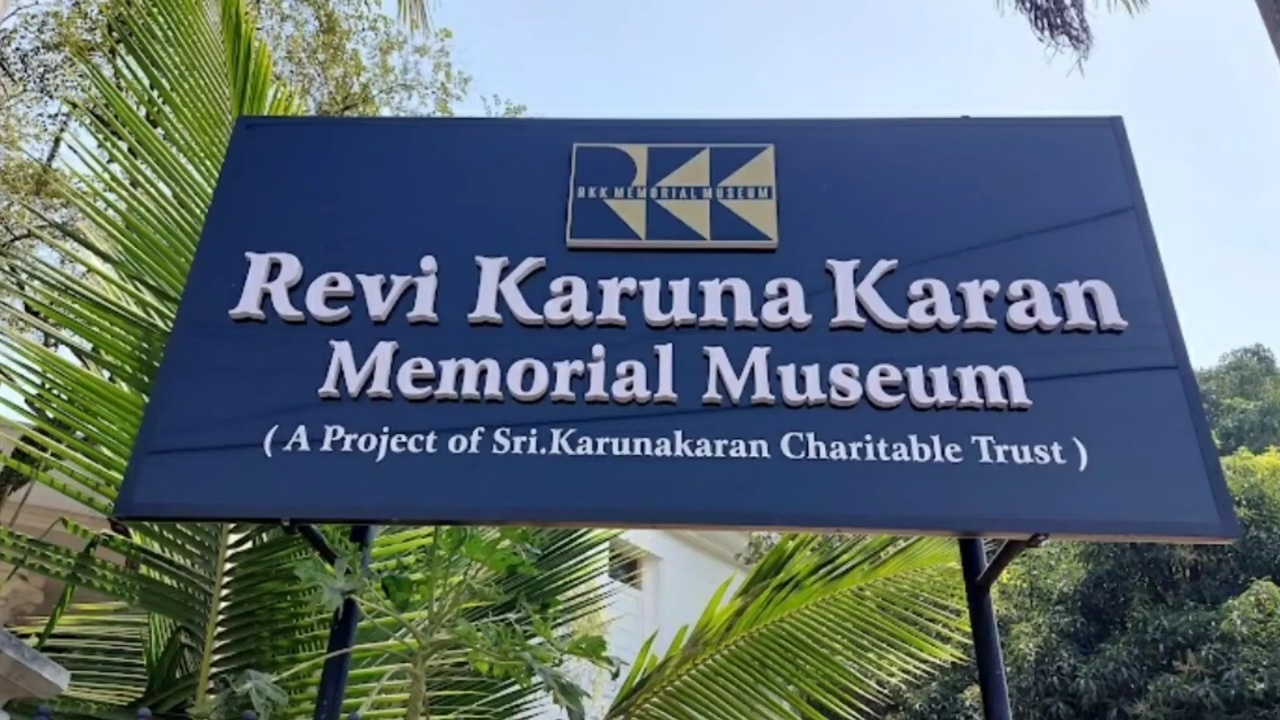 RKK MEMORIAL MUSEUM
Revi Karuna Karan
Memorial Museum
( A Project of Sri.Karunakaran Charitable Trust )